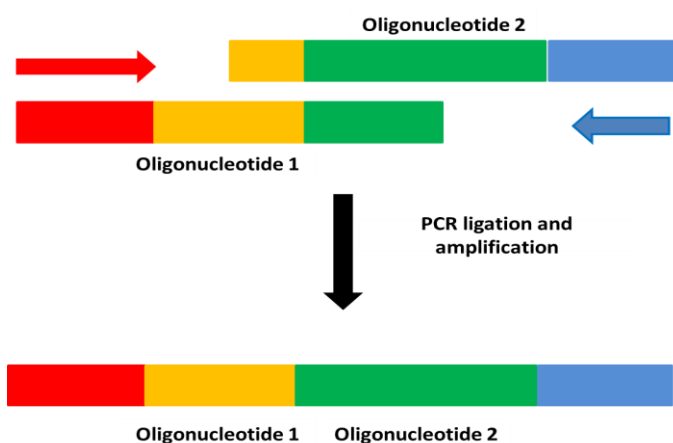 Oligonucleotide 2
Oligonucleotide 1
PCR ligation and
amplification
Oligonucleotide 1 Oligonucleotide 2